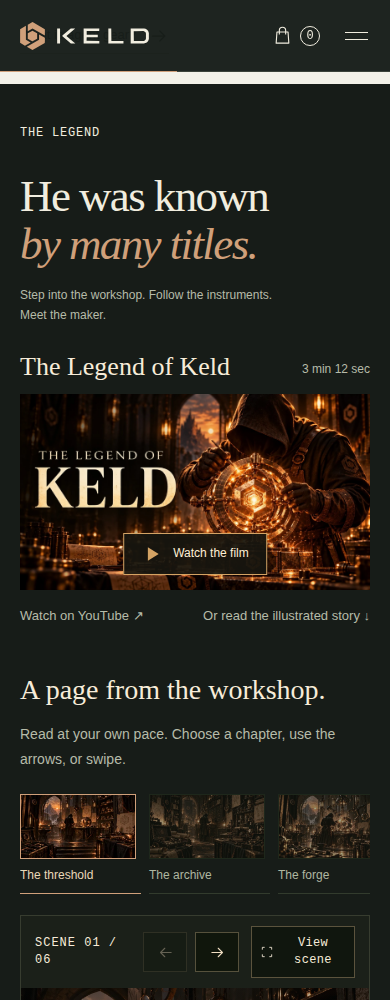 KELD
0
THE LEGEND
He was known
by many titles.
Step into the workshop. Follow the instruments.
Meet the maker.
The Legend of Keld
3 min 12 sec
THE LEGEND OF
KELD
Watch the film
Watch on YouTube ↗
Or read the illustrated story ↓
A page from the workshop.
Read at your own pace. Choose a chapter, use the
arrows, or swipe.
The threshold
The archive
The forge
SCENE 01 /
06
←
→
View
scene